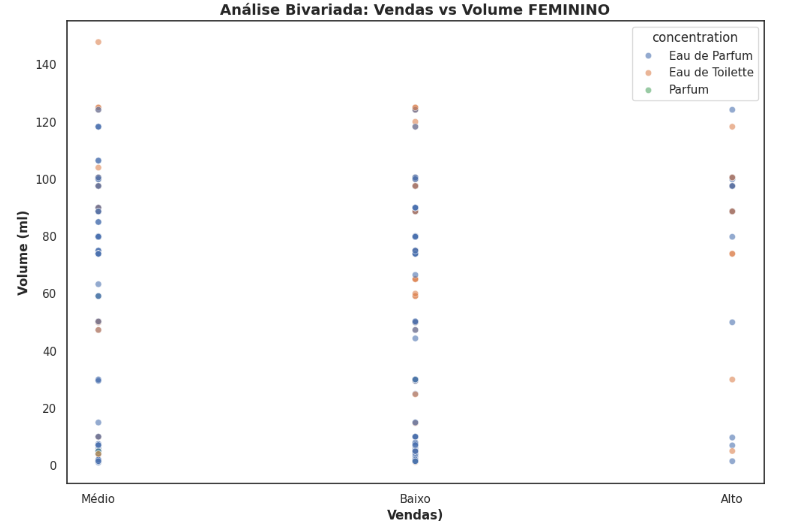 Análise Bivariada: Vendas vs Volume FEMININO
concentration
Eau de Parfum
Eau de Toilette
Parfum
Volume (ml)
140
120
100
80
60
40
20
0
Médio
Baixo
Alto
Vendas)